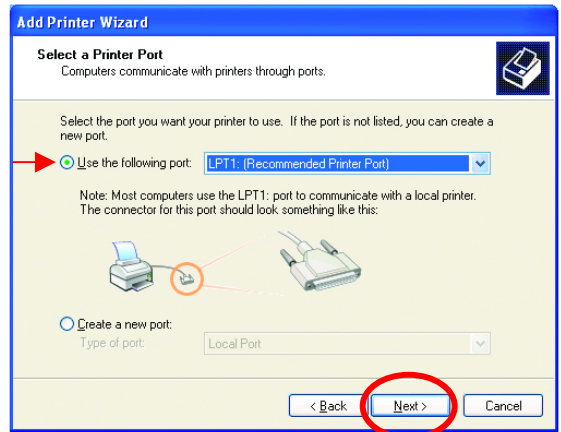 Add Printer Wizard
Select a Printer Port
Computers communicate with printers through ports.
Select the port you want your printer to use. If the port is not listed, you can create a
new port.
Use the following port: LPT1: (Recommended Printer Port)
Note: Most computers use the LPT1: port to communicate with a local printer.
The connector for this port should look something like this:
Create a new port:
Type of port: Local Port
< Back Next > Cancel